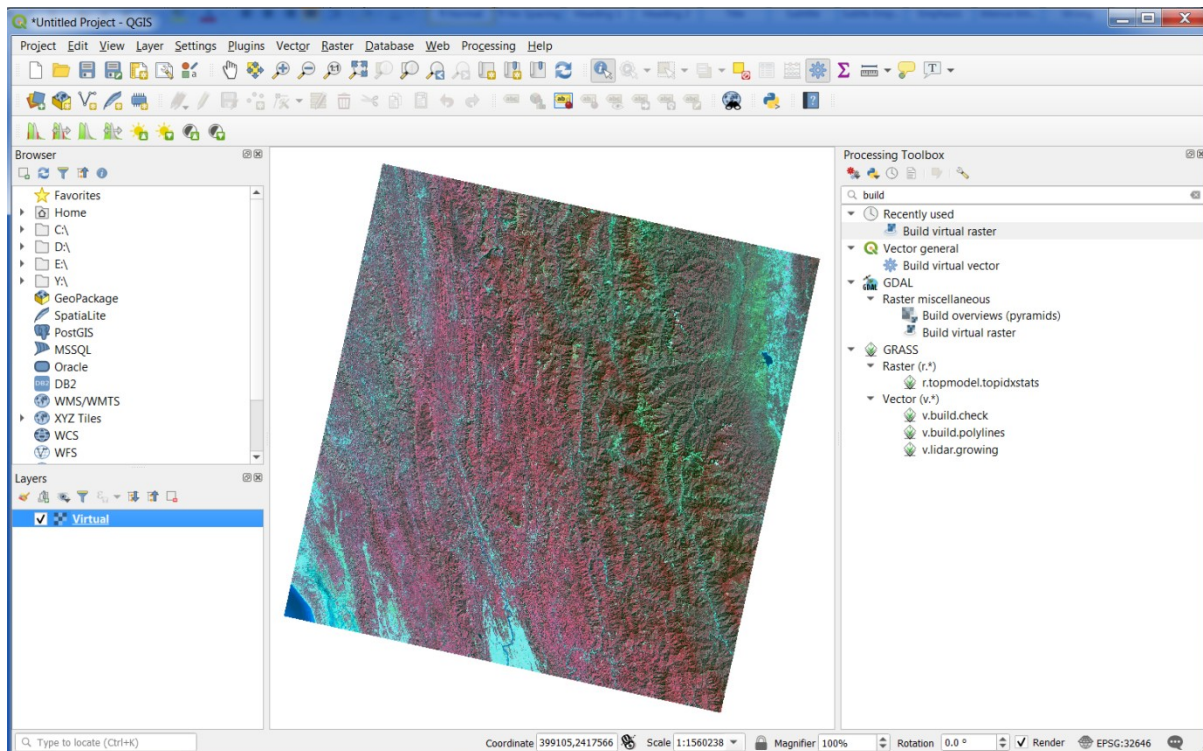 *Untitled Project - QGIS
Project Edit View Layer Settings Plugins Vector Raster Database Web Processing Help
Browser
Favorites
Home
C:\
D:\
E:\
Y:\
GeoPackage
SpatiaLite
PostGIS
MSSQL
Oracle
DB2 DB2
WMS/WMTS
XYZ Tiles
WCS
WFS
Layers
Virtual
Processing Toolbox
build
Recently used
Build virtual raster
Vector general
Build virtual vector
GDAL GDAL
Raster miscellaneous
Build overviews (pyramids)
Build virtual raster
GRASS
Raster (r.*)
r.topmodel.topidxstats
Vector (v.*)
v.build.check
v.build.polylines
v.lidar.growing
Type to locate (Ctrl+K) Coordinate 399105,2417566 Scale 1:1560238 Magnifier 100% Rotation 0.0 ° Render EPSG:32646